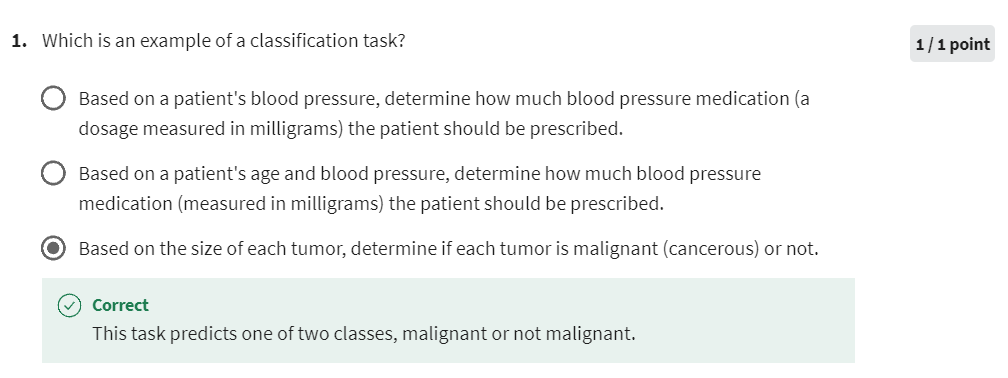 1. Which is an example of a classification task?
1 / 1 point
Based on a patient's blood pressure, determine how much blood pressure medication (a
dosage measured in milligrams) the patient should be prescribed.
Based on a patient's age and blood pressure, determine how much blood pressure
medication (measured in milligrams) the patient should be prescribed.
Based on the size of each tumor, determine if each tumor is malignant (cancerous) or not.
Correct
This task predicts one of two classes, malignant or not malignant.